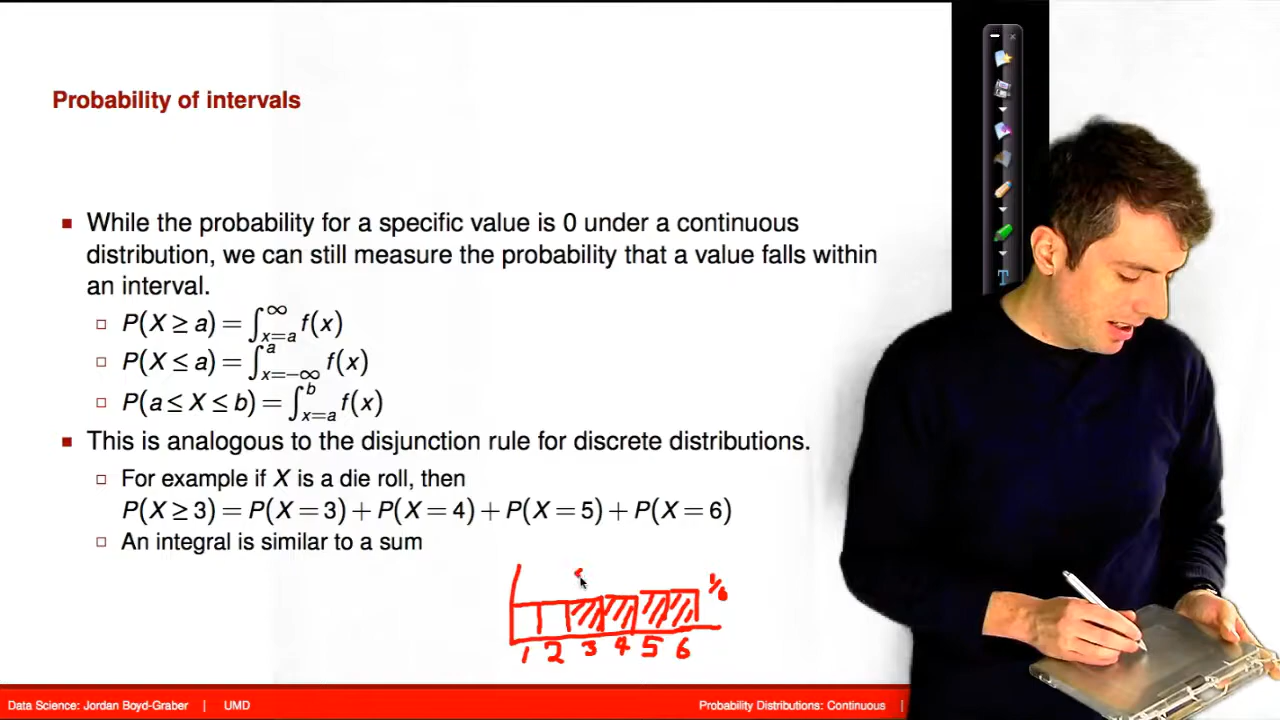 Probability of intervals
■ While the probability for a specific value is 0 under a continuous
distribution, we can still measure the probability that a value falls within
an interval.
□ P(X ≥ a) = ∫_{x=a}^{∞} f(x)
□ P(X ≤ a) = ∫_{x=−∞}^{a} f(x)
□ P(a ≤ X ≤ b) = ∫_{x=a}^{b} f(x)
■ This is analogous to the disjunction rule for discrete distributions.
□ For example if X is a die roll, then
P(X ≥ 3) = P(X = 3) + P(X = 4) + P(X = 5) + P(X = 6)
□ An integral is similar to a sum
1/6
1 2 3 4 5 6
T
Data Science: Jordan Boyd-Graber | UMD
Probability Distributions: Continuous |